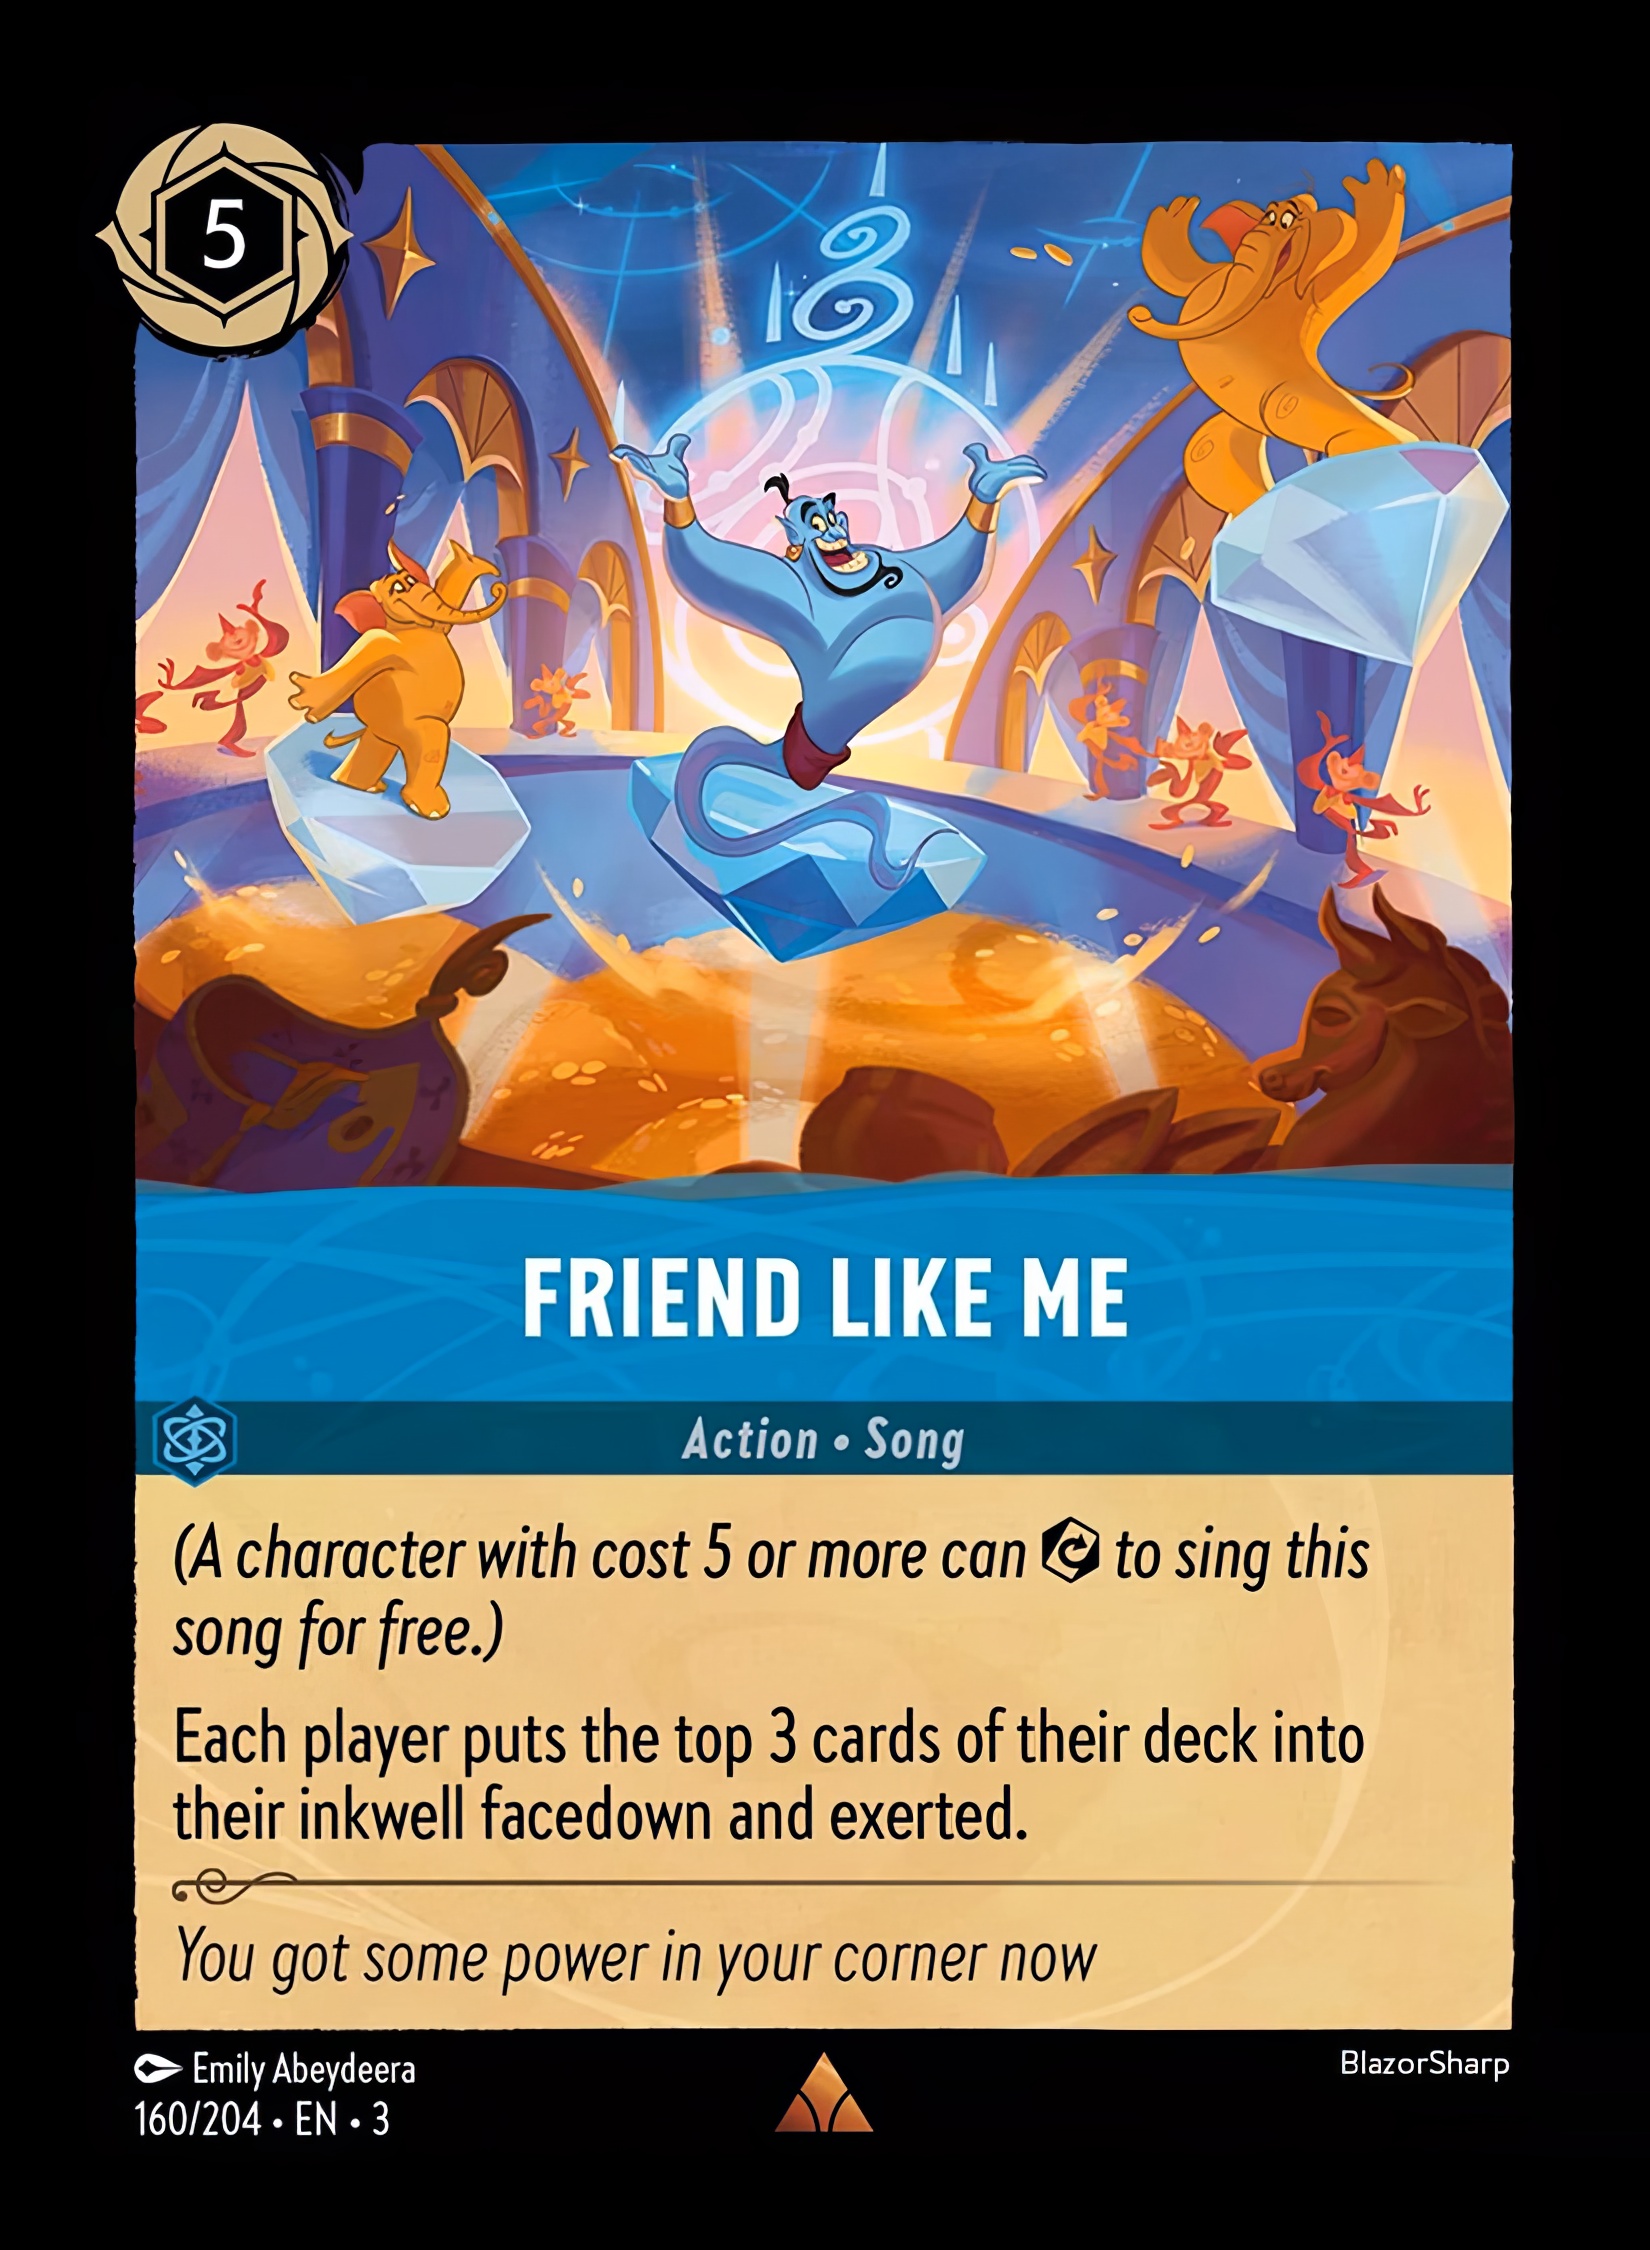 5
FRIEND LIKE ME
Action • Song
(A character with cost 5 or more can to sing this
song for free.)
Each player puts the top 3 cards of their deck into
their inkwell facedown and exerted.
You got some power in your corner now
Emily Abeydeera
BlazorSharp
160/204 • EN • 3